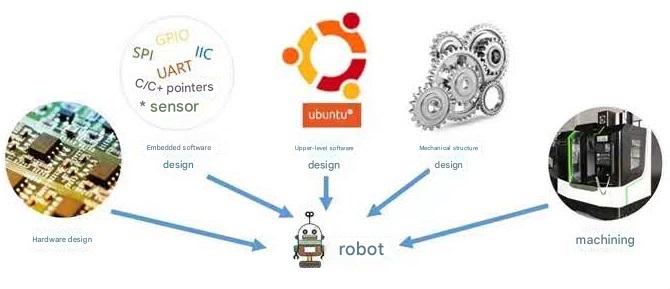 GPIO
SPI
IIC
UART
C/C+ pointers
* sensor
ubuntu®
Embedded software
design
Upper-level software
design
Mechanical structure
design
Hardware design
machining
robot